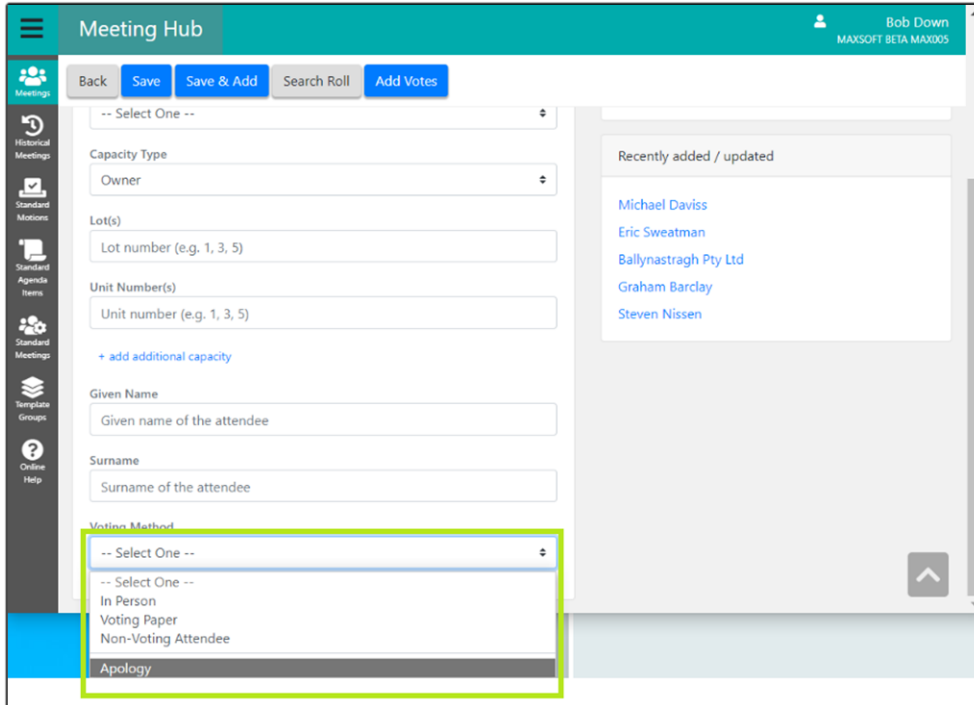 Meeting Hub
Bob Down
MAXSOFT BETA MAX005
Meetings
Historical
Meetings
Standard
Motions
Standard
Agenda
Items
Standard
Meetings
Template
Groups
Online
Help
Back
Save
Save & Add
Search Roll
Add Votes
-- Select One --
Capacity Type
Owner
Lot(s)
Lot number (e.g. 1, 3, 5)
Unit Number(s)
Unit number (e.g. 1, 3, 5)
+ add additional capacity
Given Name
Given name of the attendee
Surname
Surname of the attendee
Voting Method
-- Select One --
-- Select One --
In Person
Voting Paper
Non-Voting Attendee
Apology
Recently added / updated
Michael Daviss
Eric Sweatman
Ballynastragh Pty Ltd
Graham Barclay
Steven Nissen